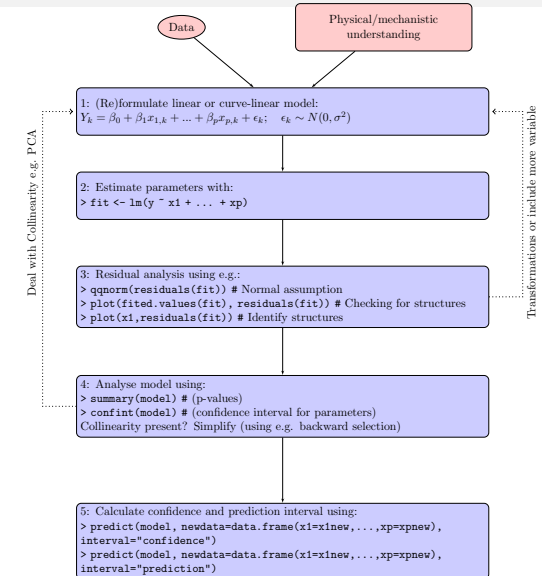 Data
Physical/mechanistic
understanding
1: (Re)formulate linear or curve-linear model:
Y_k = β_0 + β_1x_{1,k} + ... + β_px_{p,k} + ϵ_k;   ϵ_k ∼ N(0, σ^2)
2: Estimate parameters with:
> fit <- lm(y ~ x1 + ... + xp)
3: Residual analysis using e.g.:
> qqnorm(residuals(fit)) # Normal assumption
> plot(fited.values(fit), residuals(fit)) # Checking for structures
> plot(x1,residuals(fit)) # Identify structures
4: Analyse model using:
> summary(model) # (p-values)
> confint(model) # (confidence interval for parameters)
Collinearity present? Simplify (using e.g. backward selection)
5: Calculate confidence and prediction interval using:
> predict(model, newdata=data.frame(x1=x1new,...,xp=xpnew),
interval="confidence")
> predict(model, newdata=data.frame(x1=x1new,...,xp=xpnew),
interval="prediction")
Deal with Collinearity e.g. PCA
Transformations or include more variable